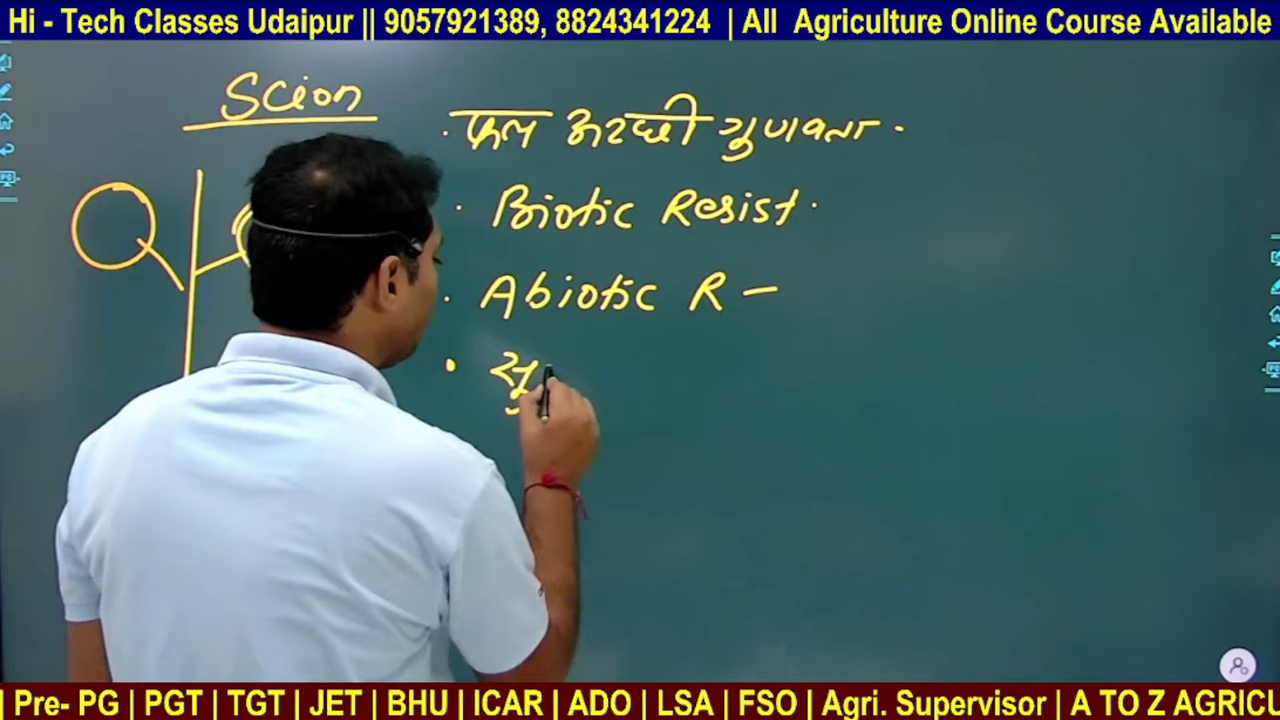 Hi - Tech Classes Udaipur || 9057921389, 8824341224 | All Agriculture Online Course Available
Scion
· फल अच्छी गुणवत्ता -
· Biotic Resist ·
· Abiotic R -
· सु
| Pre- PG | PGT | TGT | JET | BHU | ICAR | ADO | LSA | FSO | Agri. Supervisor | A TO Z AGRICU